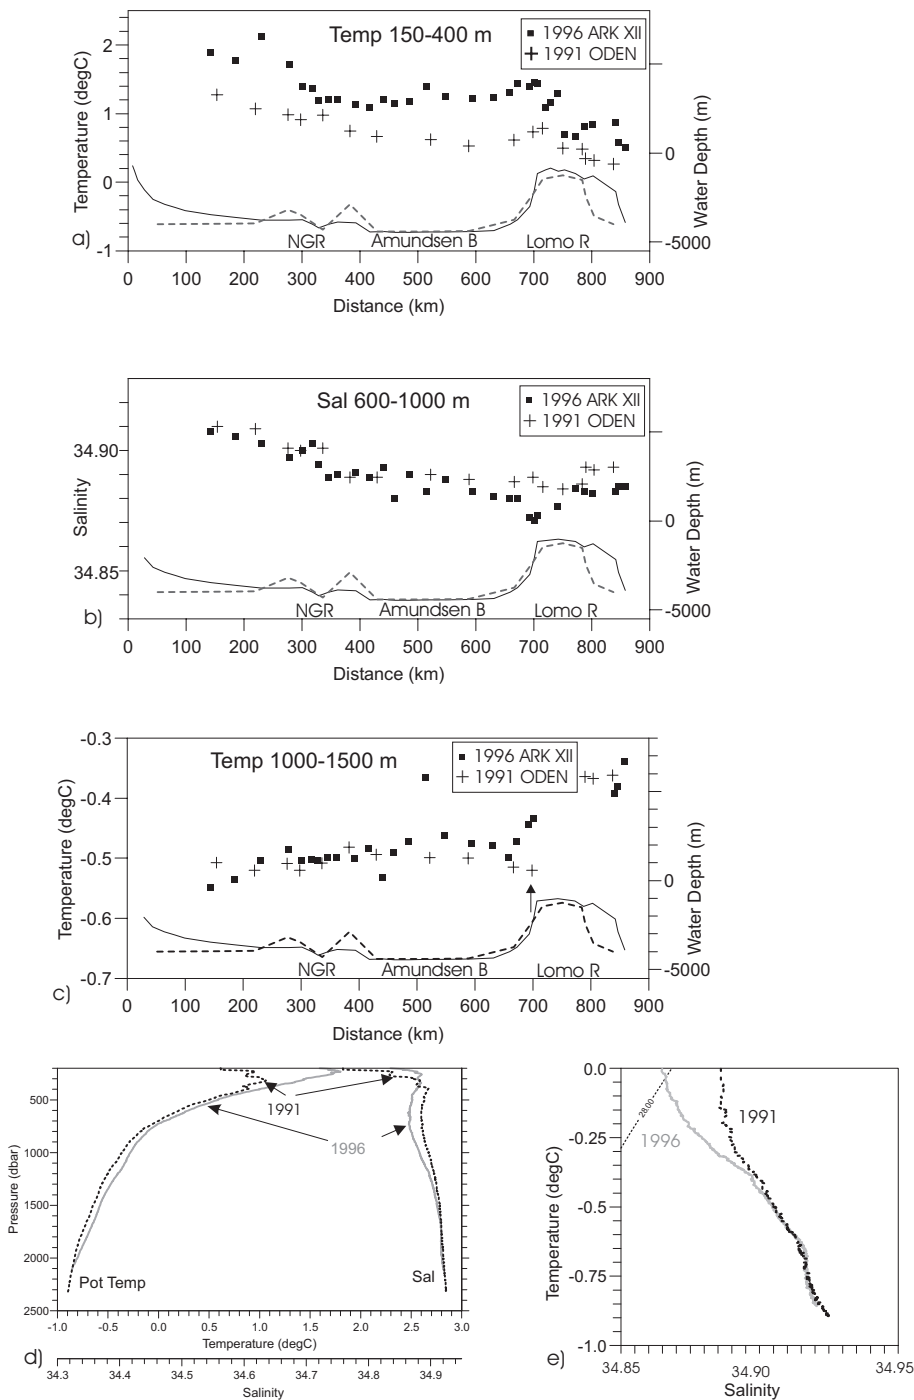 Temp 150-400 m
1996 ARK XII
1991 ODEN
2
1
0
-1
Temperature (degC)
0
-5000
Water Depth (m)
NGR
Amundsen B
Lomo R
a)
0 100 200 300 400 500 600 700 800 900
Distance (km)
Sal 600-1000 m
1996 ARK XII
1991 ODEN
34.90
34.85
Salinity
0
-5000
Water Depth (m)
NGR
Amundsen B
Lomo R
b)
0 100 200 300 400 500 600 700 800 900
Distance (km)
Temp 1000-1500 m
1996 ARK XII
1991 ODEN
-0.3
-0.4
-0.5
-0.6
-0.7
Temperature (degC)
0
-5000
Water Depth (m)
NGR
Amundsen B
Lomo R
c)
0 100 200 300 400 500 600 700 800 900
Distance (km)
500
1000
1500
2000
2500
Pressure (dbar)
1991
1996
Pot Temp
Sal
-1.0 -0.5 0.0 0.5 1.0 1.5 2.0 2.5 3.0
Temperature (degC)
d)
34.3 34.4 34.5 34.6 34.7 34.8 34.9
Salinity
0.0
-0.25
-0.5
-0.75
-1.0
Temperature (degC)
28.00
1991
1996
e)
34.85 34.90 34.95
Salinity